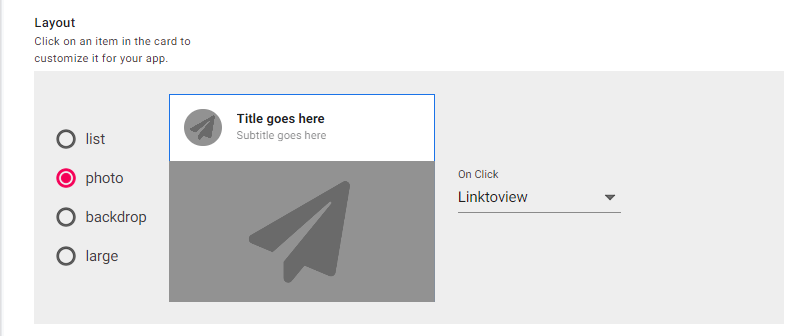 Layout
Click on an item in the card to
customize it for your app.
list
photo
backdrop
large
Title goes here
Subtitle goes here
On Click
Linktoview